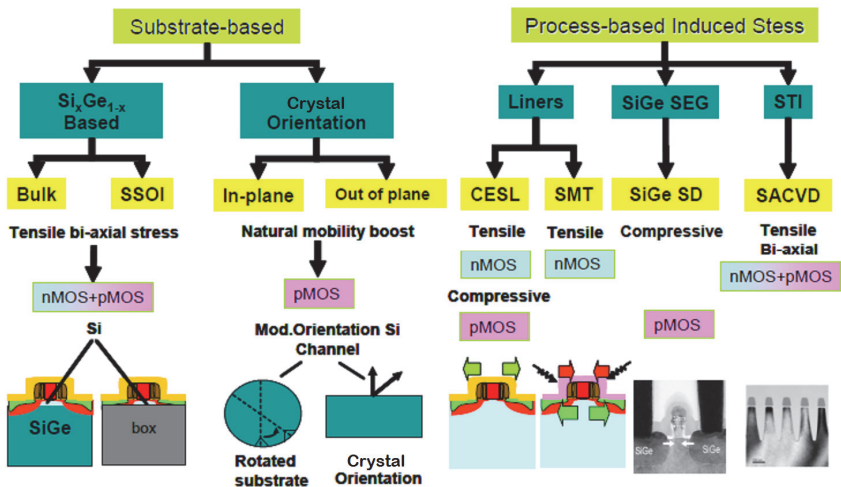 Substrate-based
Process-based Induced Stess
SixGe1-x
Based
Crystal
Orientation
Liners
SiGe SEG
STI
Bulk
SSOI
In-plane
Out of plane
CESL
SMT
SiGe SD
SACVD
Tensile bi-axial stress
Natural mobility boost
Tensile
Tensile
Compressive
Tensile
Bi-axial
nMOS+pMOS
pMOS
nMOS
nMOS
nMOS+pMOS
Compressive
pMOS
pMOS
Si
Mod.Orientation Si
Channel
SiGe
box
SiGe
SiGe
Rotated
substrate
Crystal
Orientation